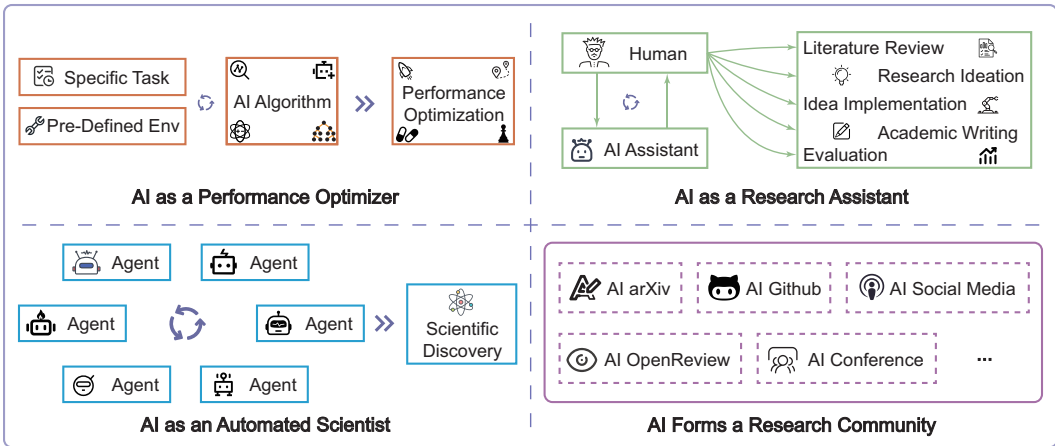 Specific Task
Pre-Defined Env
AI Algorithm
Performance
Optimization
AI as a Performance Optimizer
Human
AI Assistant
Literature Review
Research Ideation
Idea Implementation
Academic Writing
Evaluation
AI as a Research Assistant
Agent
Agent
Agent
Agent
Agent
Agent
Scientific
Discovery
AI as an Automated Scientist
AI arXiv
AI Github
AI Social Media
AI OpenReview
AI Conference
...
AI Forms a Research Community